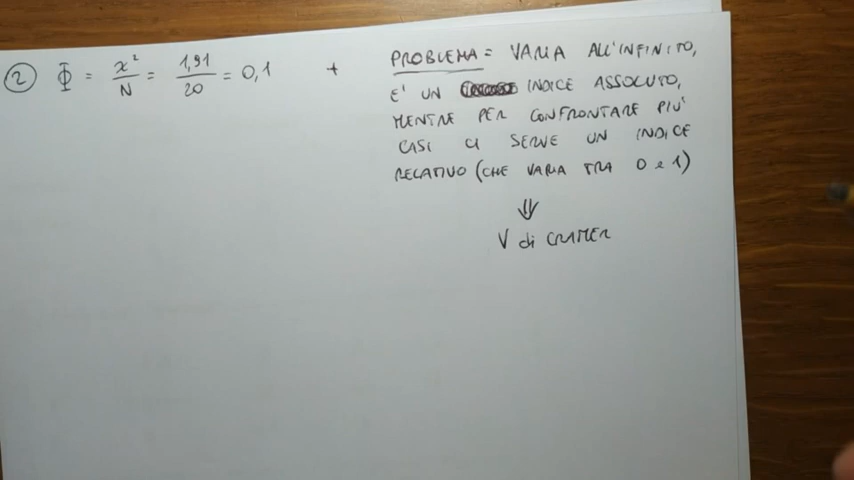 ② Φ = x²/N = 1,91/20 = 0,1 +
PROBLEMA = VARIA ALL'INFINITO,
E' UN INDICE ASSOLUTO,
MENTRE PER CONFRONTARE PIU'
CASI CI SERVE UN INDICE
RELATIVO (CHE VARIA TRA 0 e 1)
⇓
V di CRAMER